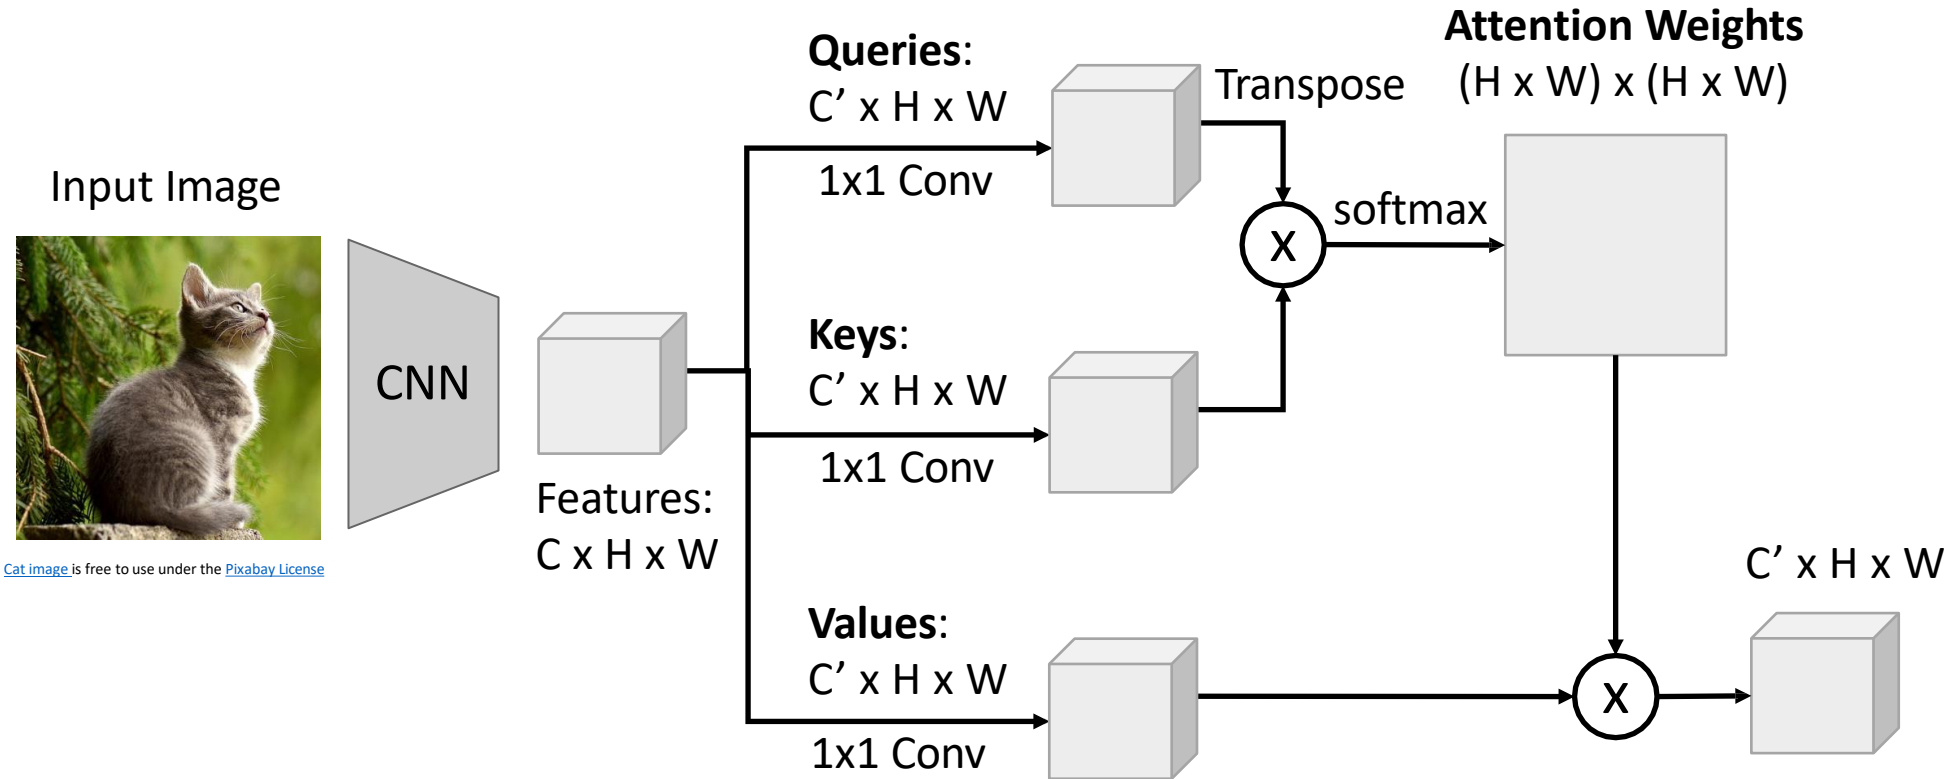 Input Image
Cat image is free to use under the Pixabay License
CNN
Features:
C x H x W
Queries:
C’ x H x W
1x1 Conv
Keys:
C’ x H x W
1x1 Conv
Values:
C’ x H x W
1x1 Conv
Transpose
X
softmax
Attention Weights
(H x W) x (H x W)
X
C’ x H x W